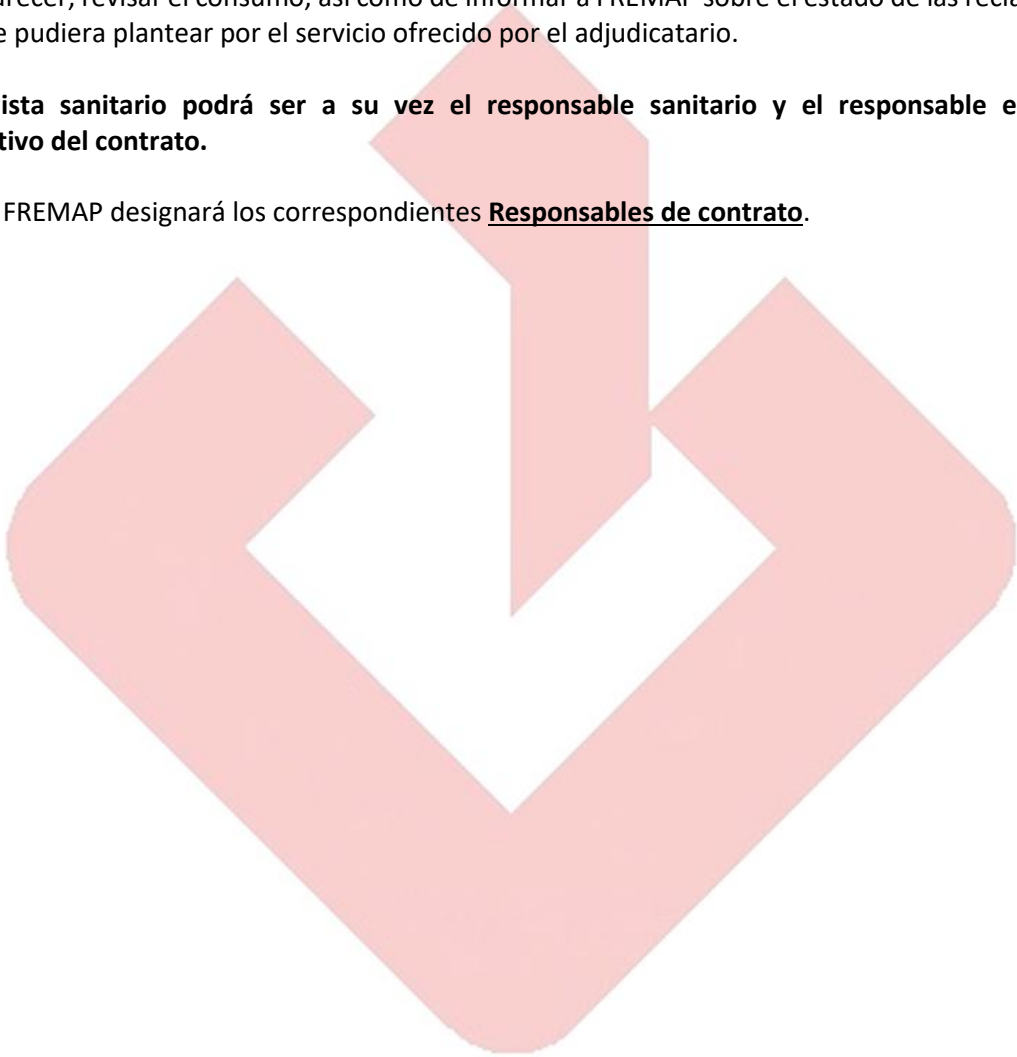 arecer, revisar el consumo, así como de informar a FREMAP sobre el estado de las recla
e pudiera plantear por el servicio ofrecido por el adjudicatario.
ista sanitario podrá ser a su vez el responsable sanitario y el responsable e
tivo del contrato.
FREMAP designará los correspondientes Responsables de contrato.